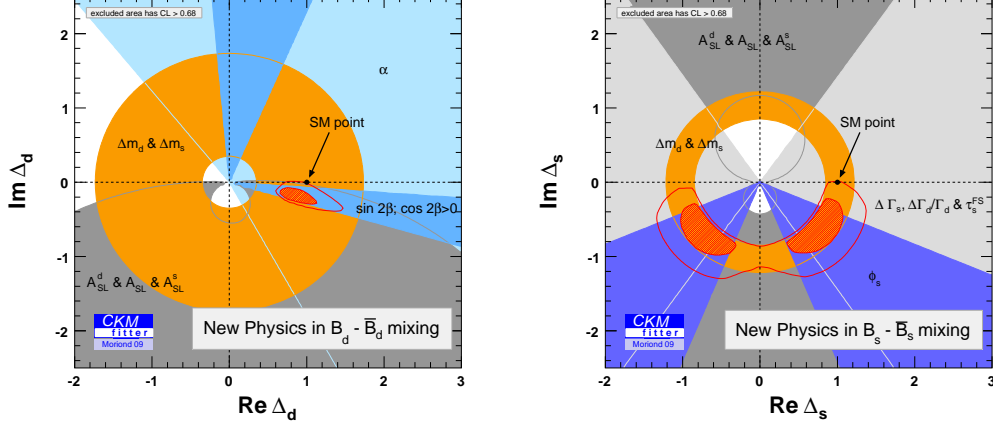 excluded area has CL > 0.68
α
SM point
Δm_d & Δm_s
sin 2β; cos 2β>0
A^d_SL & A_SL & A^s_SL
CKM
fitter
Moriond 09
New Physics in B_d - B̅_d mixing
Im Δ_d
Re Δ_d
2
1
0
-1
-2
-2 -1 0 1 2 3
excluded area has CL > 0.68
A^d_SL & A_SL & A^s_SL
SM point
Δm_d & Δm_s
Δ Γ_s, ΔΓ_d/Γ_d & τ^FS_s
ϕ_s
CKM
fitter
Moriond 09
New Physics in B_s - B̅_s mixing
Im Δ_s
Re Δ_s
2
1
0
-1
-2
-2 -1 0 1 2 3